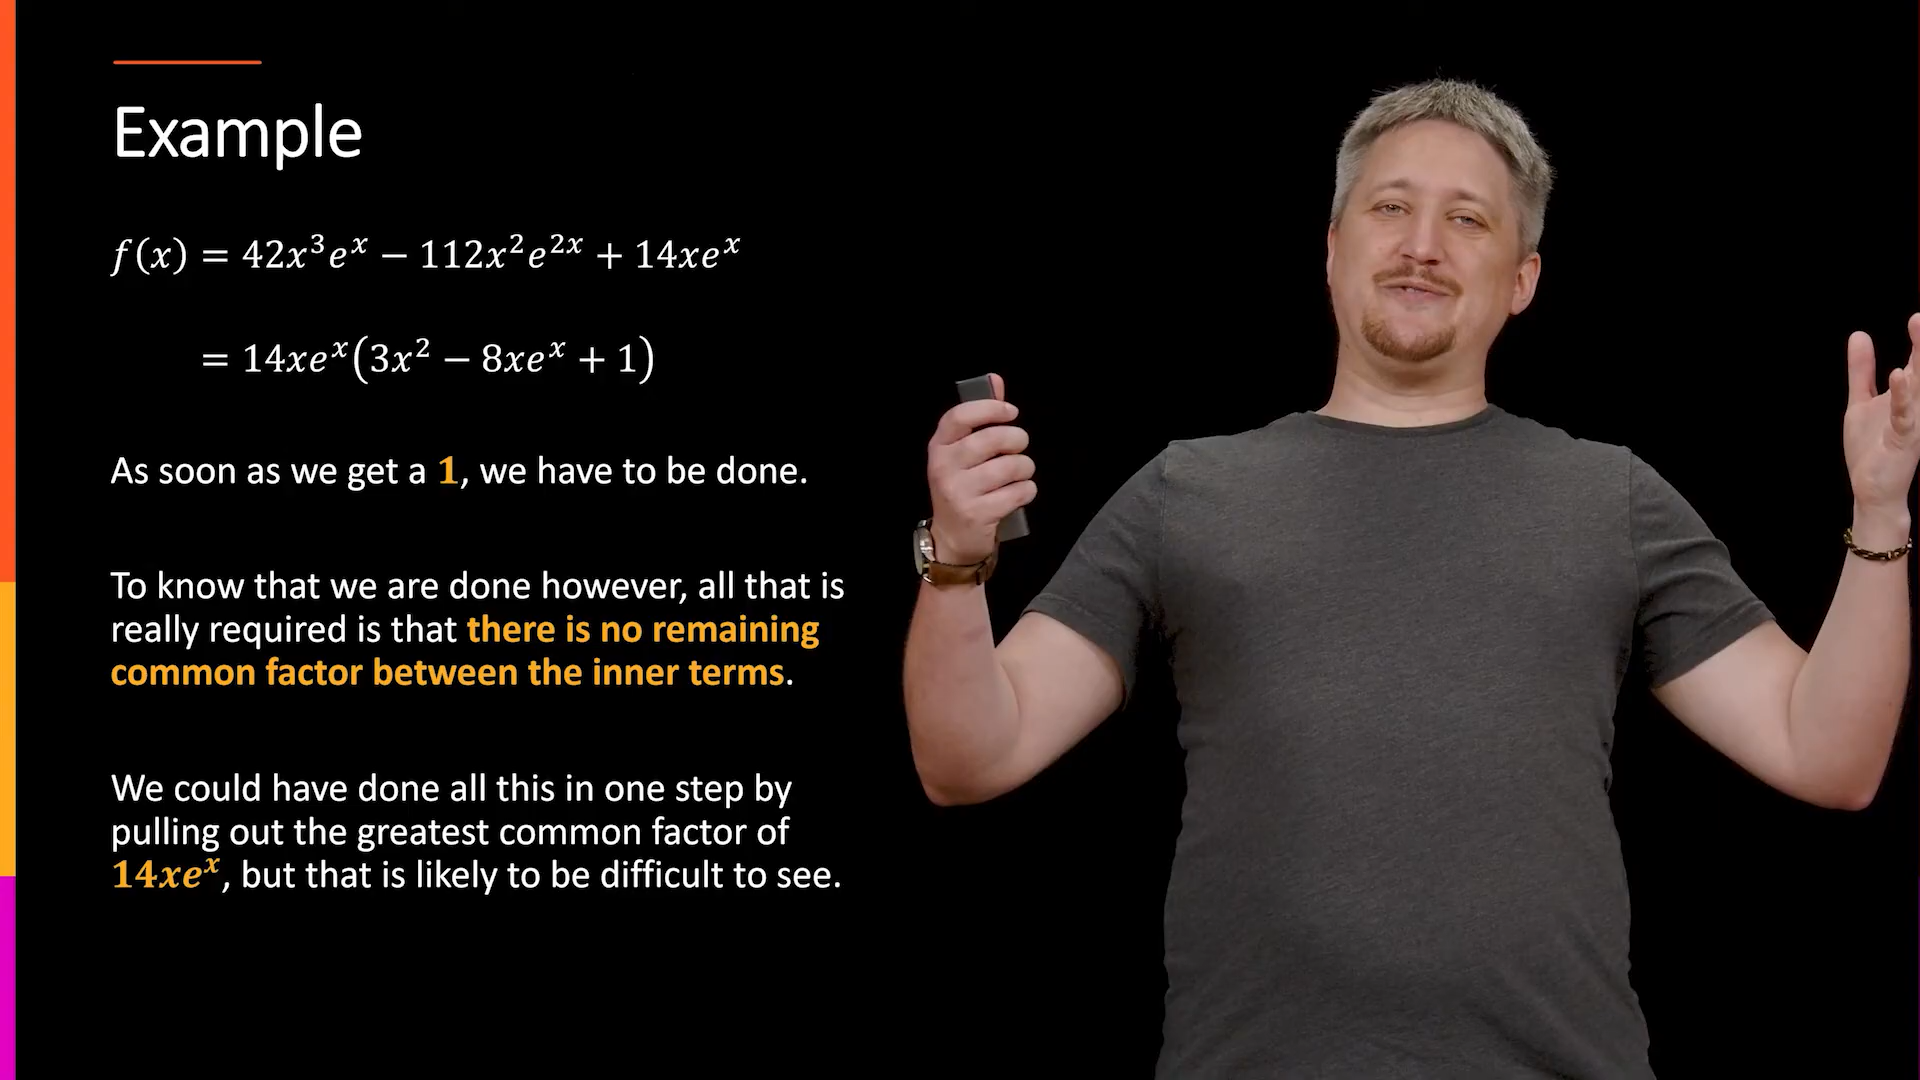 Example
f(x) = 42x³eˣ − 112x²e²ˣ + 14xeˣ
= 14xeˣ(3x² − 8xeˣ + 1)
As soon as we get a 1, we have to be done.
To know that we are done however, all that is
really required is that there is no remaining
common factor between the inner terms.
We could have done all this in one step by
pulling out the greatest common factor of
14xeˣ, but that is likely to be difficult to see.